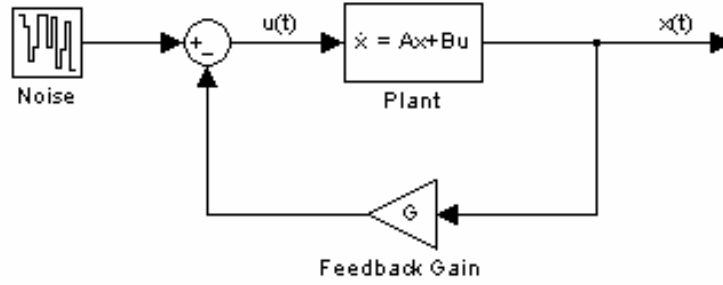 u(t)
x(t)
+
−
ẋ = Ax+Bu
Noise
Plant
G
Feedback Gain